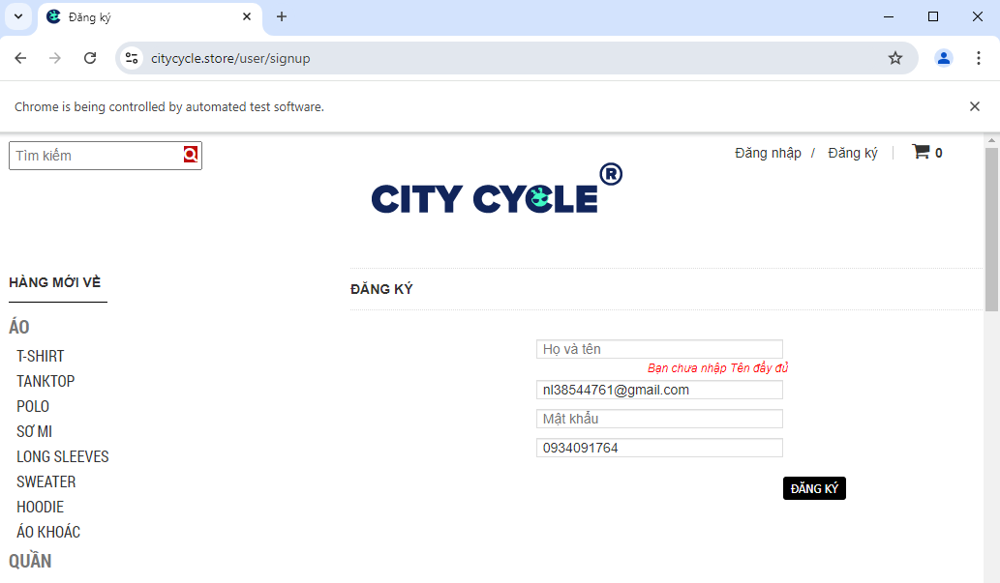 Đăng ký
citycycle.store/user/signup
Chrome is being controlled by automated test software.
Tìm kiếm
Đăng nhập / Đăng ký
0
CITY CYCLE ®
HÀNG MỚI VỀ
ÁO
T-SHIRT
TANKTOP
POLO
SƠ MI
LONG SLEEVES
SWEATER
HOODIE
ÁO KHOÁC
QUẦN
ĐĂNG KÝ
Họ và tên
Bạn chưa nhập Tên đầy đủ
nl38544761@gmail.com
Mật khẩu
0934091764
ĐĂNG KÝ